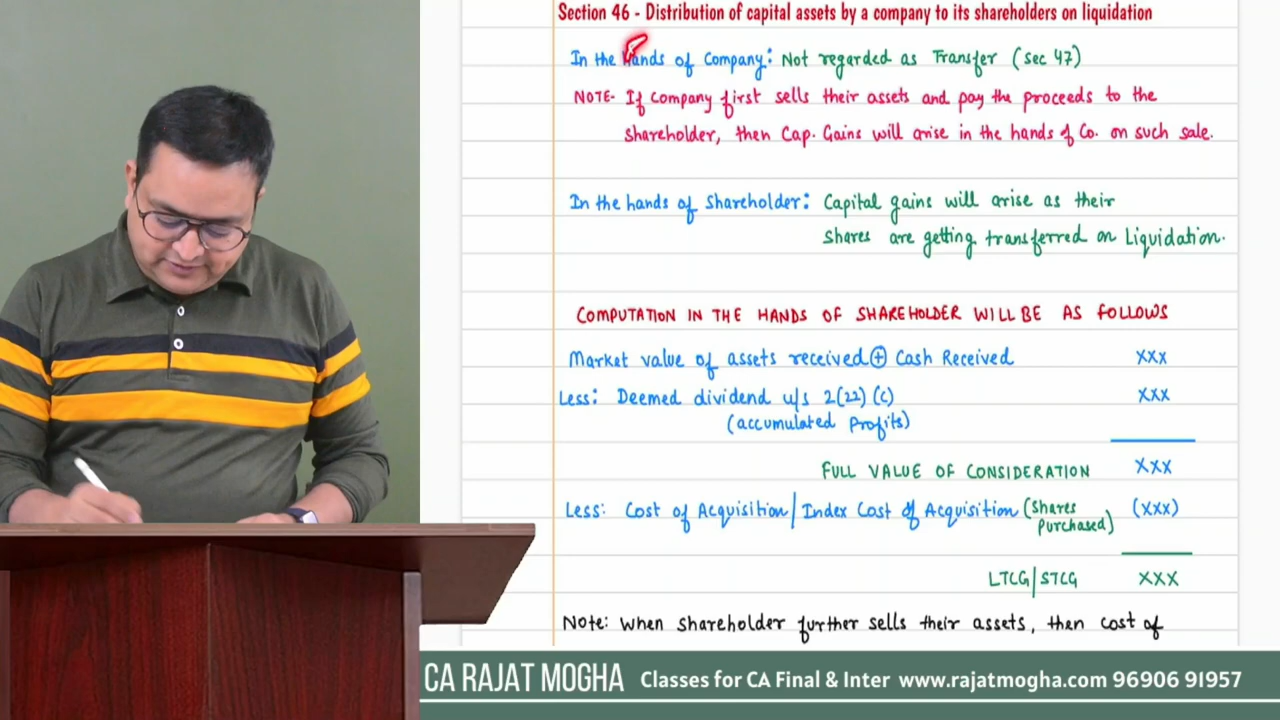 Section 46 - Distribution of capital assets by a company to its shareholders on liquidation
In the hands of Company: Not regarded as Transfer (sec 47)
NOTE- If Company first sells their assets and pay the proceeds to the
shareholder, then Cap. Gains will arise in the hands of Co. on such sale.
In the hands of Shareholder: Capital gains will arise as their
shares are getting transferred on Liquidation.
COMPUTATION IN THE HANDS OF SHAREHOLDER WILL BE AS FOLLOWS
Market value of assets received ⊕ Cash Received XXX
Less: Deemed dividend u/s 2(22)(c) XXX
(accumulated Profits)
FULL VALUE OF CONSIDERATION XXX
Less: Cost of Acquisition/Index Cost of Acquisition (shares purchased) (XXX)
LTCG/STCG XXX
Note: When shareholder further sells their assets, then cost of
CA RAJAT MOGHA Classes for CA Final & Inter www.rajatmogha.com 96906 91957